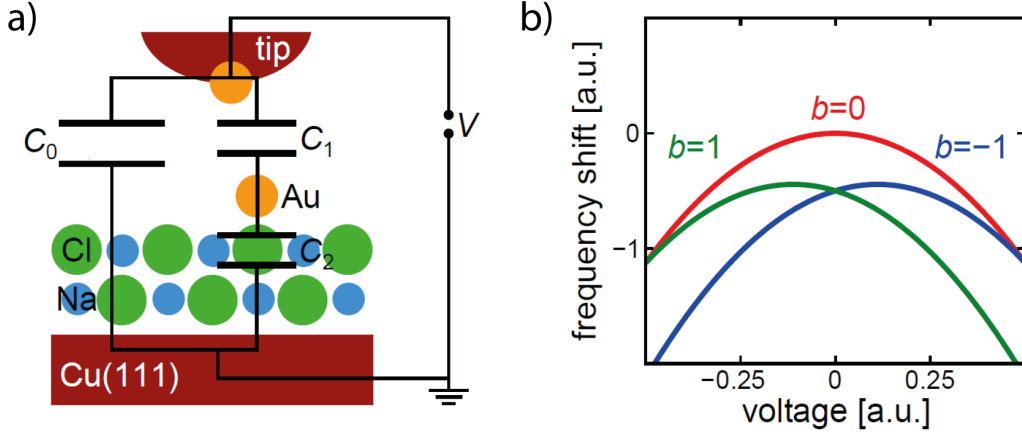 a)
tip
C0
C1
V
Au
Cl
C2
Na
Cu(111)
b)
frequency shift [a.u.]
0
−1
b=0
b=1
b=−1
−0.25
0
0.25
voltage [a.u.]